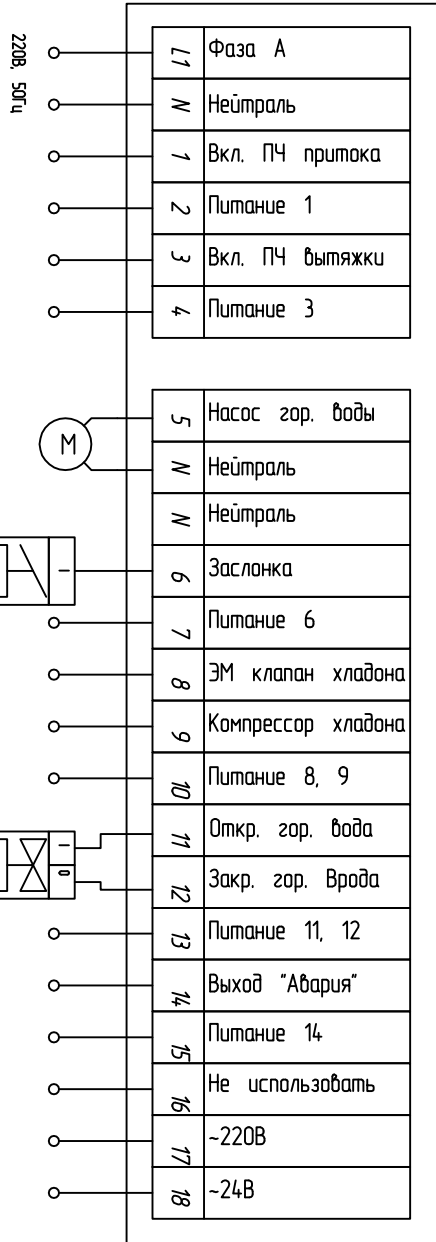 220В, 50Гц
L1 Фаза А
N Нейтраль
1 Вкл. ПЧ притока
2 Питание 1
3 Вкл. ПЧ вытяжки
4 Питание 3
M
5 Насос гор. воды
N Нейтраль
N Нейтраль
6 Заслонка
7 Питание 6
8 ЭМ клапан хладона
9 Компрессор хладона
10 Питание 8, 9
11 Откр. гор. вода
12 Закр. гор. Врода
13 Питание 11, 12
14 Выход "Авария"
15 Питание 14
16 Не использовать
17 ~220В
18 ~24В